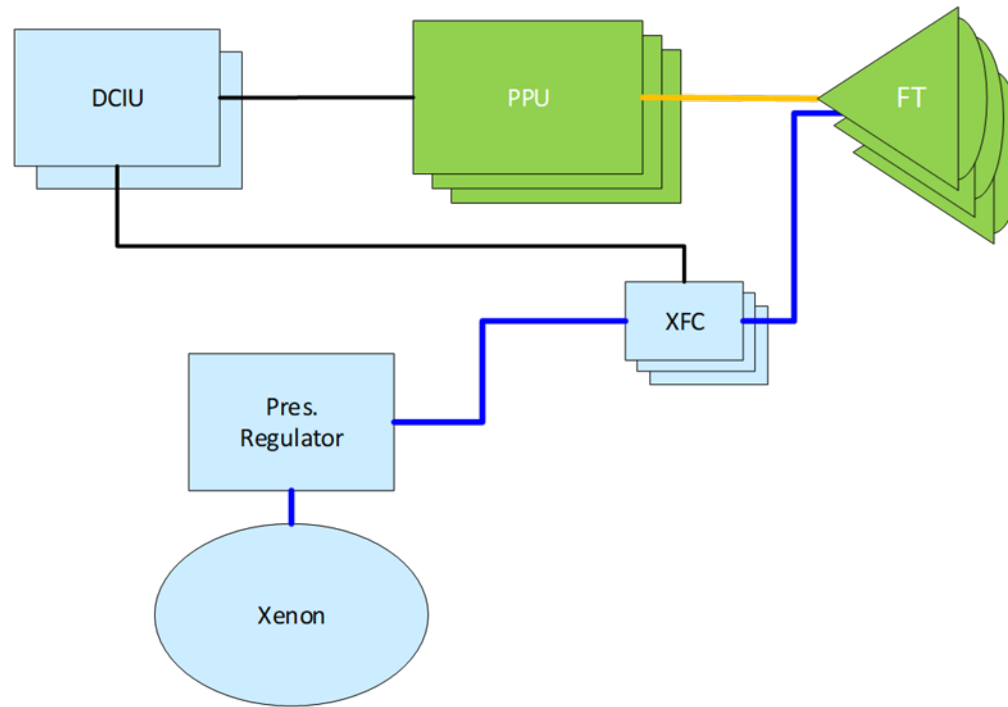 DCIU
PPU
FT
XFC
Pres.
Regulator
Xenon